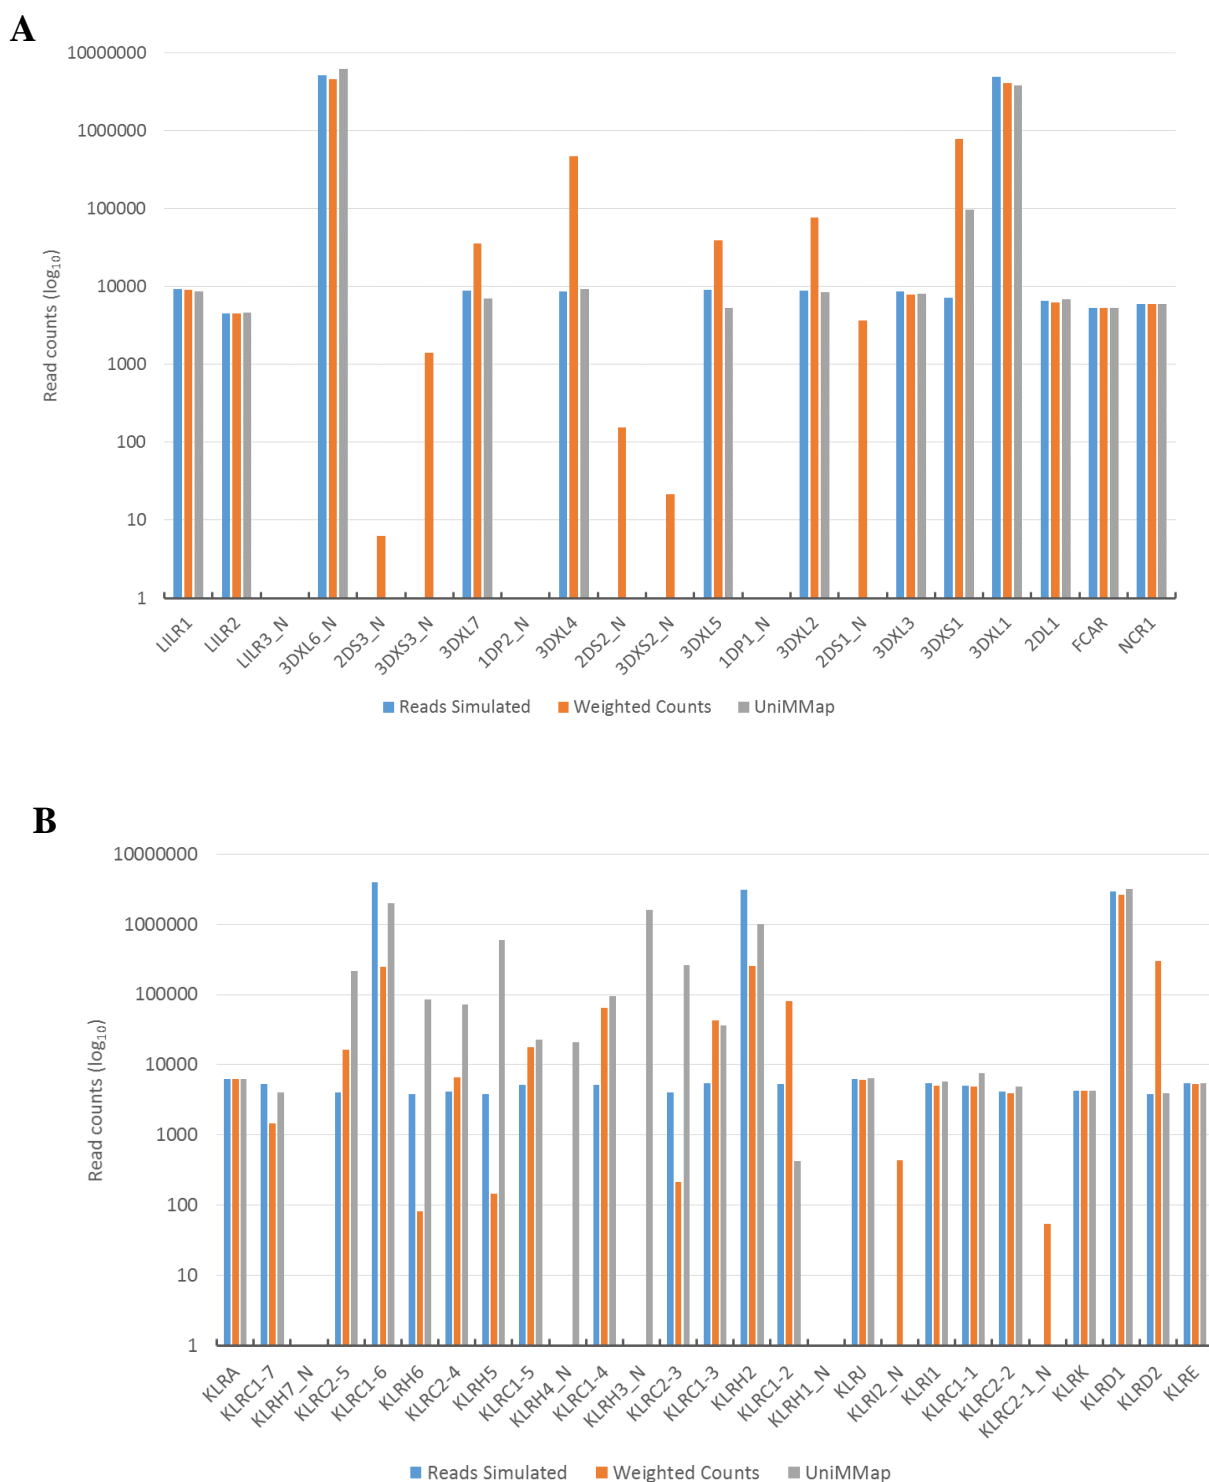 A
10000000
1000000
100000
10000
1000
100
10
1
Read counts (log10)
LILR1
LILR2
LILR3_N
3DXL6_N
2DS3_N
3DXS3_N
3DXL7
1DP2_N
3DXL4
2DS2_N
3DXS2_N
3DXL5
1DP1_N
3DXL2
2DS1_N
3DXL3
3DXS1
3DXL1
2DL1
FCAR
NCR1
Reads Simulated Weighted Counts UniMMap
B
10000000
1000000
100000
10000
1000
100
10
1
Read counts (log10)
KLRA
KLRC1-7
KLRH7_N
KLRC2-5
KLRC1-6
KLRH6
KLRC2-4
KLRH5
KLRC1-5
KLRH4_N
KLRC1-4
KLRH3_N
KLRC2-3
KLRC1-3
KLRH2
KLRC1-2
KLRH1_N
KLRJ
KLRI2_N
KLRI1
KLRC1-1
KLRC2-2
KLRC2-1_N
KLRK
KLRD1
KLRD2
KLRE
Reads Simulated Weighted Counts UniMMap